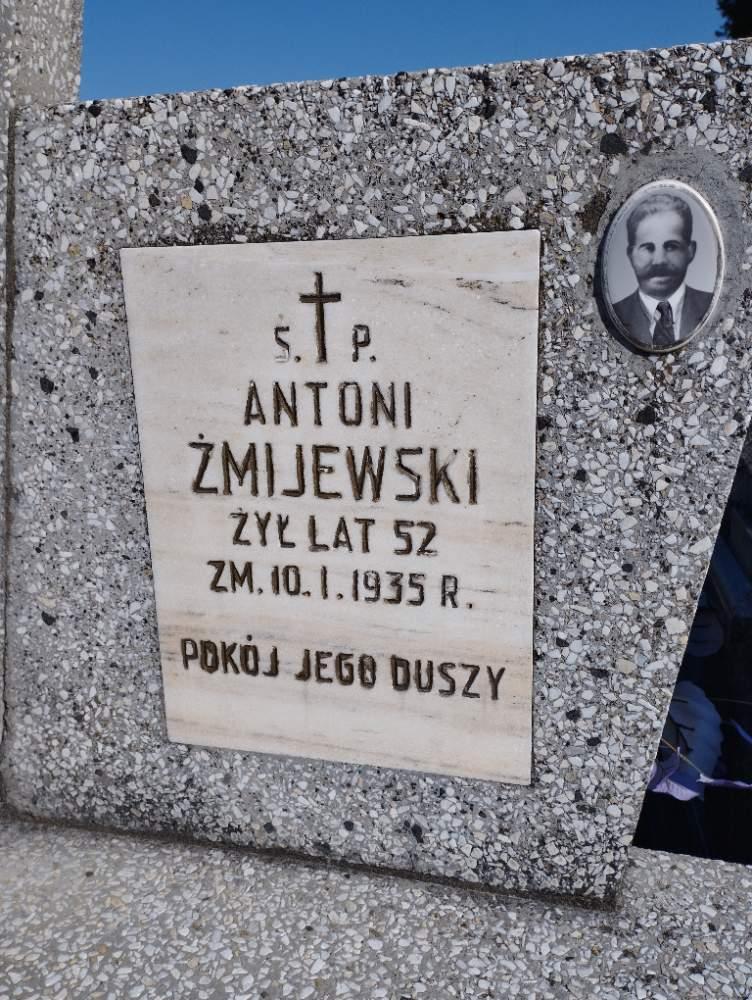 Ś. P.
ANTONI
ŻMIJEWSKI
ŻYŁ LAT 52
ZM. 10.I.1935 R.
POKÓJ JEGO DUSZY